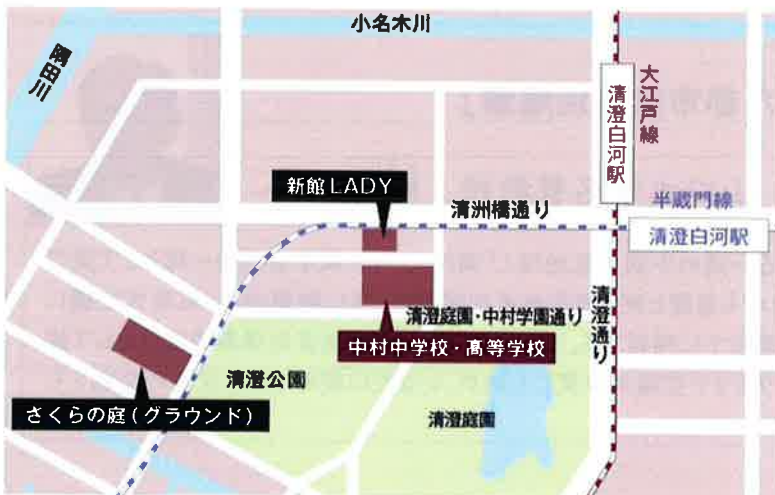 小名木川
隅田川
大江戸線
清澄白河駅
新館LADY
清洲橋通り
半蔵門線
清澄白河駅
清澄通り
清澄庭園・中村学園通り
中村中学校・高等学校
清澄公園
さくらの庭(グラウンド)
清澄庭園